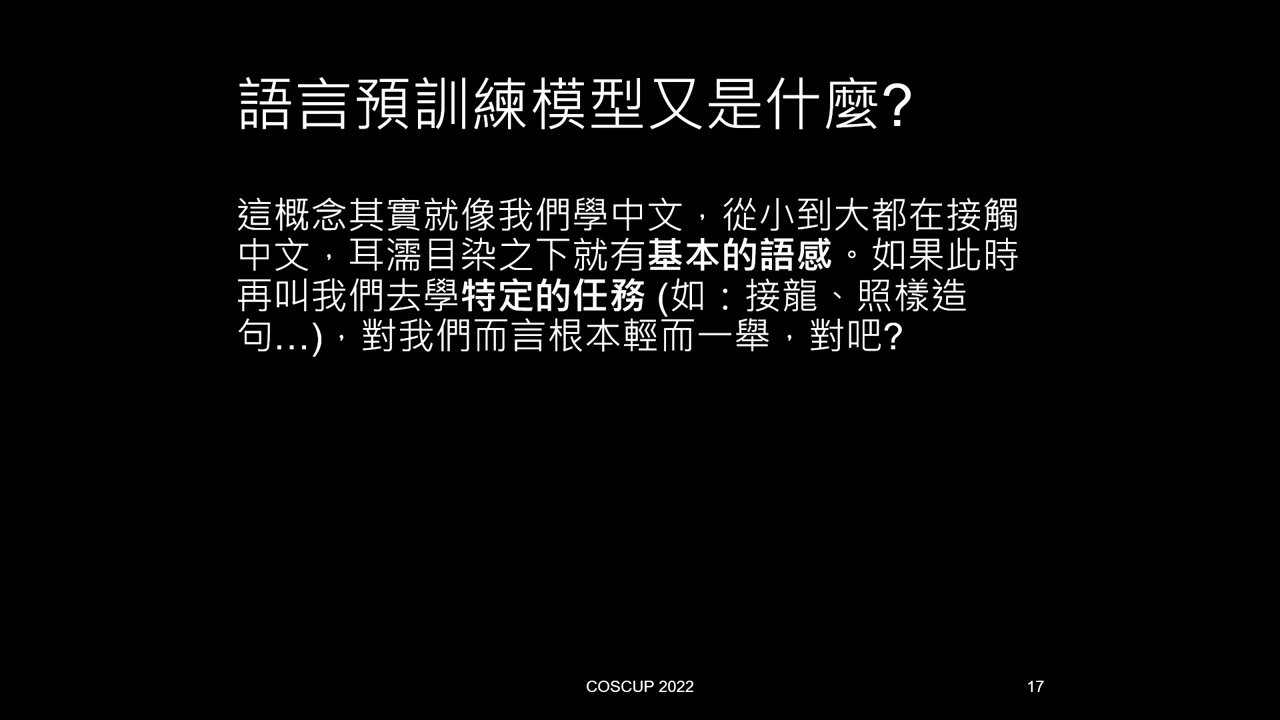 語言預訓練模型又是什麼?
這概念其實就像我們學中文，從小到大都在接觸
中文，耳濡目染之下就有基本的語感。如果此時
再叫我們去學特定的任務 (如：接龍、照樣造
句…)，對我們而言根本輕而一舉，對吧?
COSCUP 2022
17